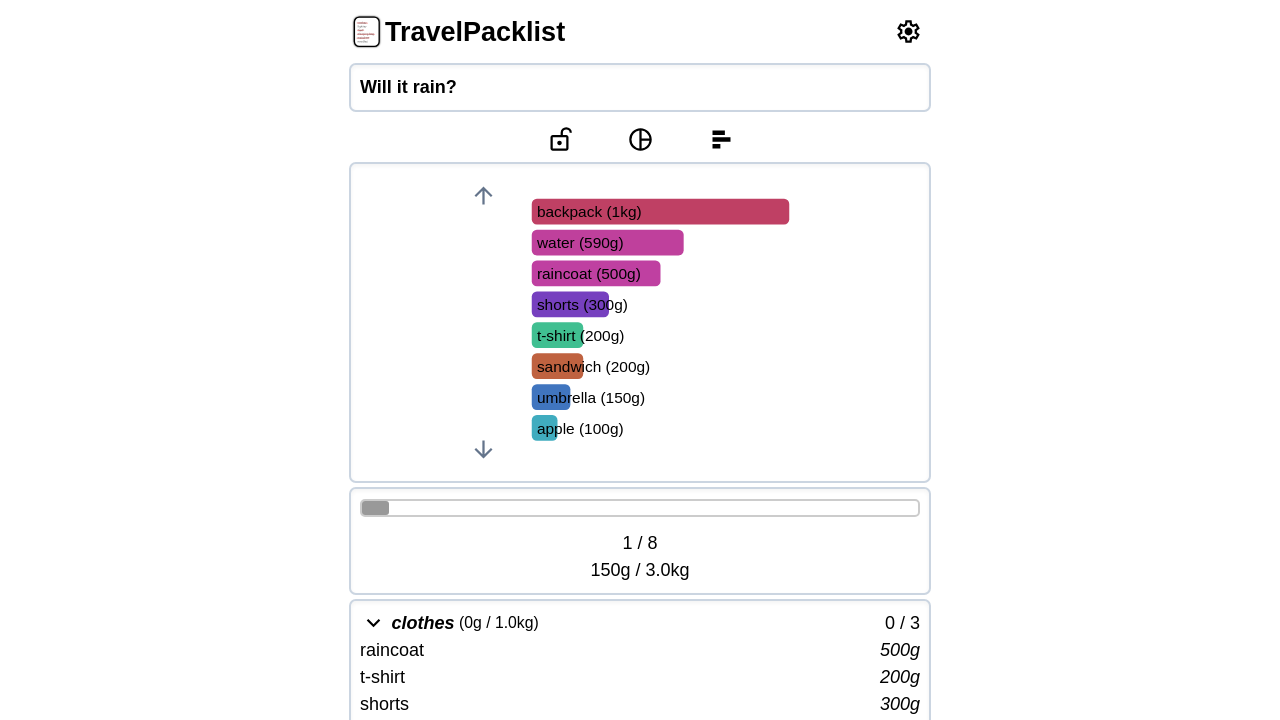 TravelPacklist
Will it rain?
backpack (1kg)
water (590g)
raincoat (500g)
shorts (300g)
t-shirt (200g)
sandwich (200g)
umbrella (150g)
apple (100g)
1 / 8
150g / 3.0kg
clothes (0g / 1.0kg) 0 / 3
raincoat 500g
t-shirt 200g
shorts 300g